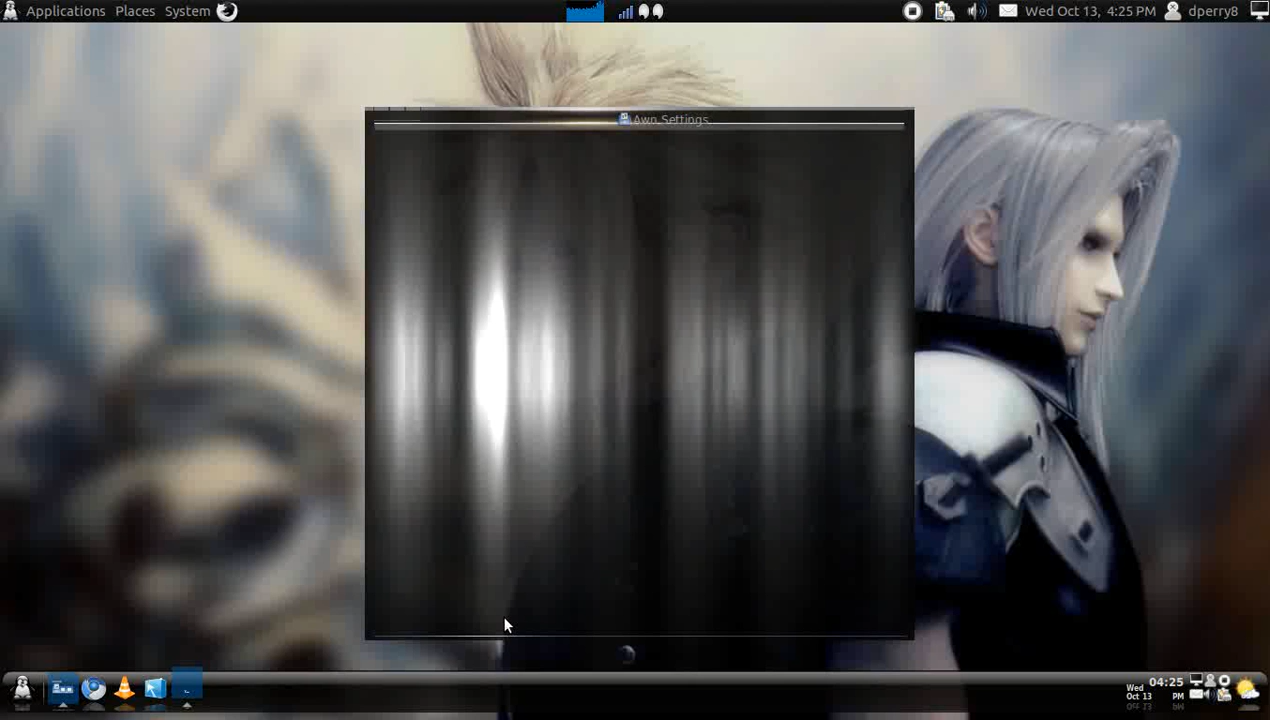 Applications Places System
Wed Oct 13, 4:25 PM dperry8
Awn Settings
04:25
Wed
Oct 13 PM